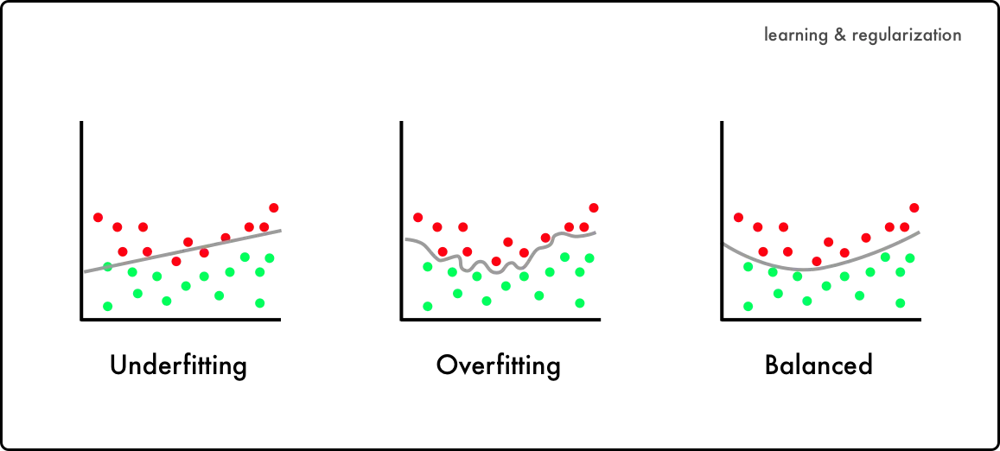 learning & regularization
Underfitting
Overfitting
Balanced